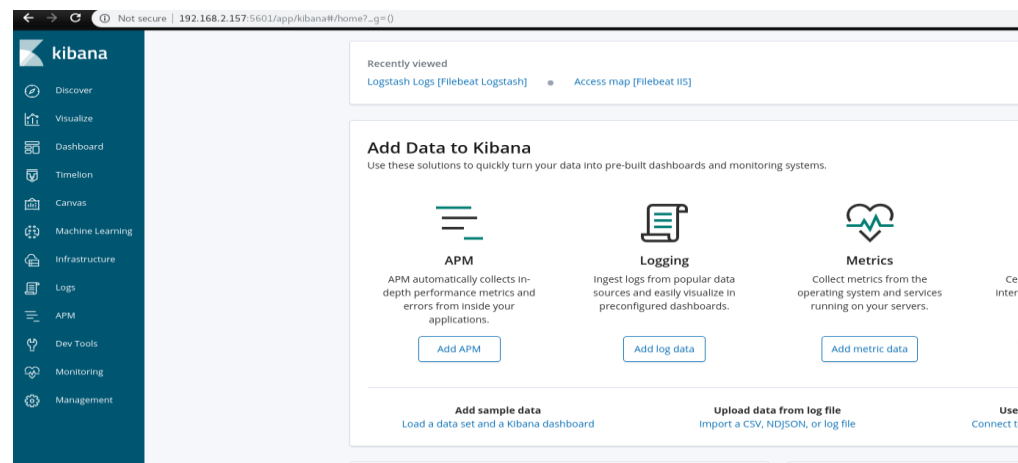 Not secure | 192.168.2.157:5601/app/kibana#/home?_g=()
kibana
Discover
Visualize
Dashboard
Timelion
Canvas
Machine Learning
Infrastructure
Logs
APM
Dev Tools
Monitoring
Management
Recently viewed
Logstash Logs [Filebeat Logstash] Access map [Filebeat IIS]
Add Data to Kibana
Use these solutions to quickly turn your data into pre-built dashboards and monitoring systems.
APM
APM automatically collects in-
depth performance metrics and
errors from inside your
applications.
Add APM
Logging
Ingest logs from popular data
sources and easily visualize in
preconfigured dashboards.
Add log data
Metrics
Collect metrics from the
operating system and services
running on your servers.
Add metric data
Ce
inter
Add sample data
Load a data set and a Kibana dashboard
Upload data from log file
Import a CSV, NDJSON, or log file
Use
Connect t